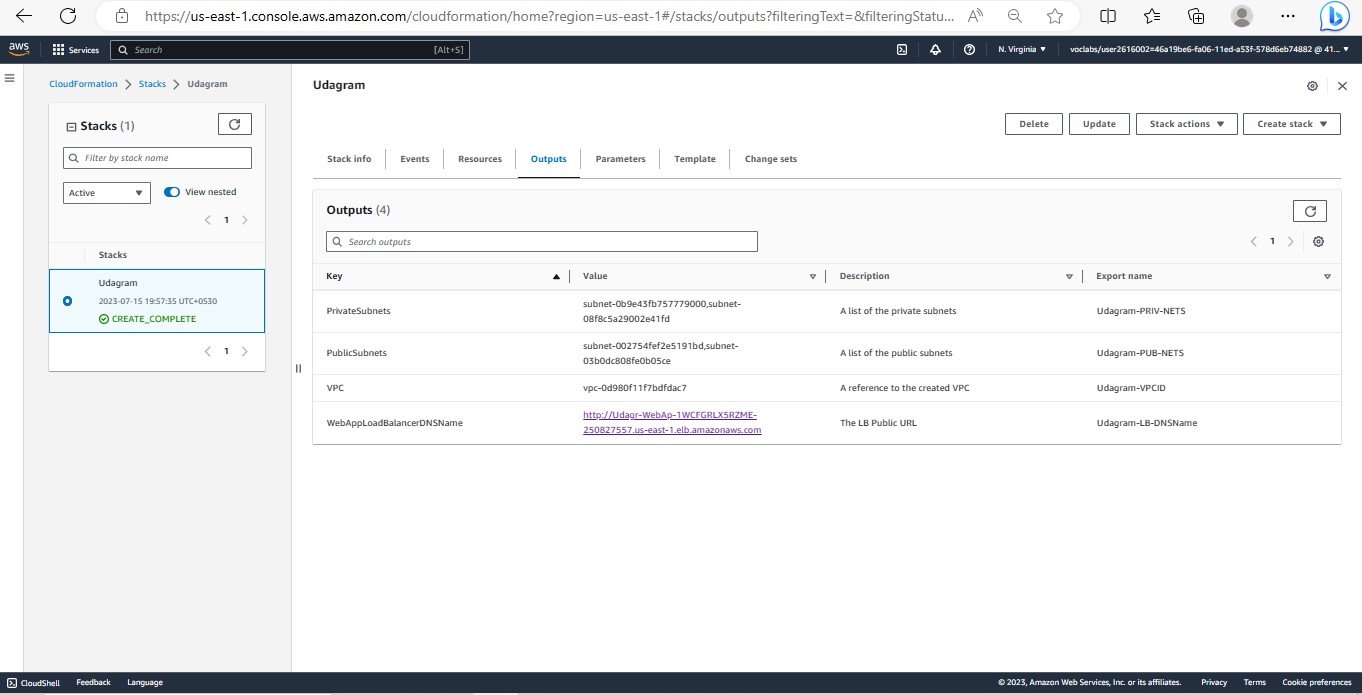 https://us-east-1.console.aws.amazon.com/cloudformation/home?region=us-east-1#/stacks/outputs?filteringText=&filteringStatu...
aws
Services
Search
[Alt+S]
N. Virginia
voclabs/user2616002=46a19be6-fa06-11ed-a53f-578d6eb74882 @ 41...
CloudFormation
Stacks
Udagram
Stacks (1)
Filter by stack name
Active
View nested
1
Stacks
Udagram
2023-07-15 19:57:35 UTC+0530
CREATE_COMPLETE
1
Udagram
Delete
Update
Stack actions
Create stack
Stack info
Events
Resources
Outputs
Parameters
Template
Change sets
Outputs (4)
Search outputs
1
Key
Value
Description
Export name
PrivateSubnets
subnet-0b9e43fb757779000,subnet-
08f8c5a29002e41fd
A list of the private subnets
Udagram-PRIV-NETS
PublicSubnets
subnet-002754fef2e5191bd,subnet-
03b0dc808fe0b05ce
A list of the public subnets
Udagram-PUB-NETS
VPC
vpc-0d980f11f7bdfdac7
A reference to the created VPC
Udagram-VPCID
WebAppLoadBalancerDNSName
http://Udagr-WebAp-1WCFGRLX5RZME-
250827557.us-east-1.elb.amazonaws.com
The LB Public URL
Udagram-LB-DNSName
CloudShell
Feedback
Language
© 2023, Amazon Web Services, Inc. or its affiliates.
Privacy
Terms
Cookie preferences